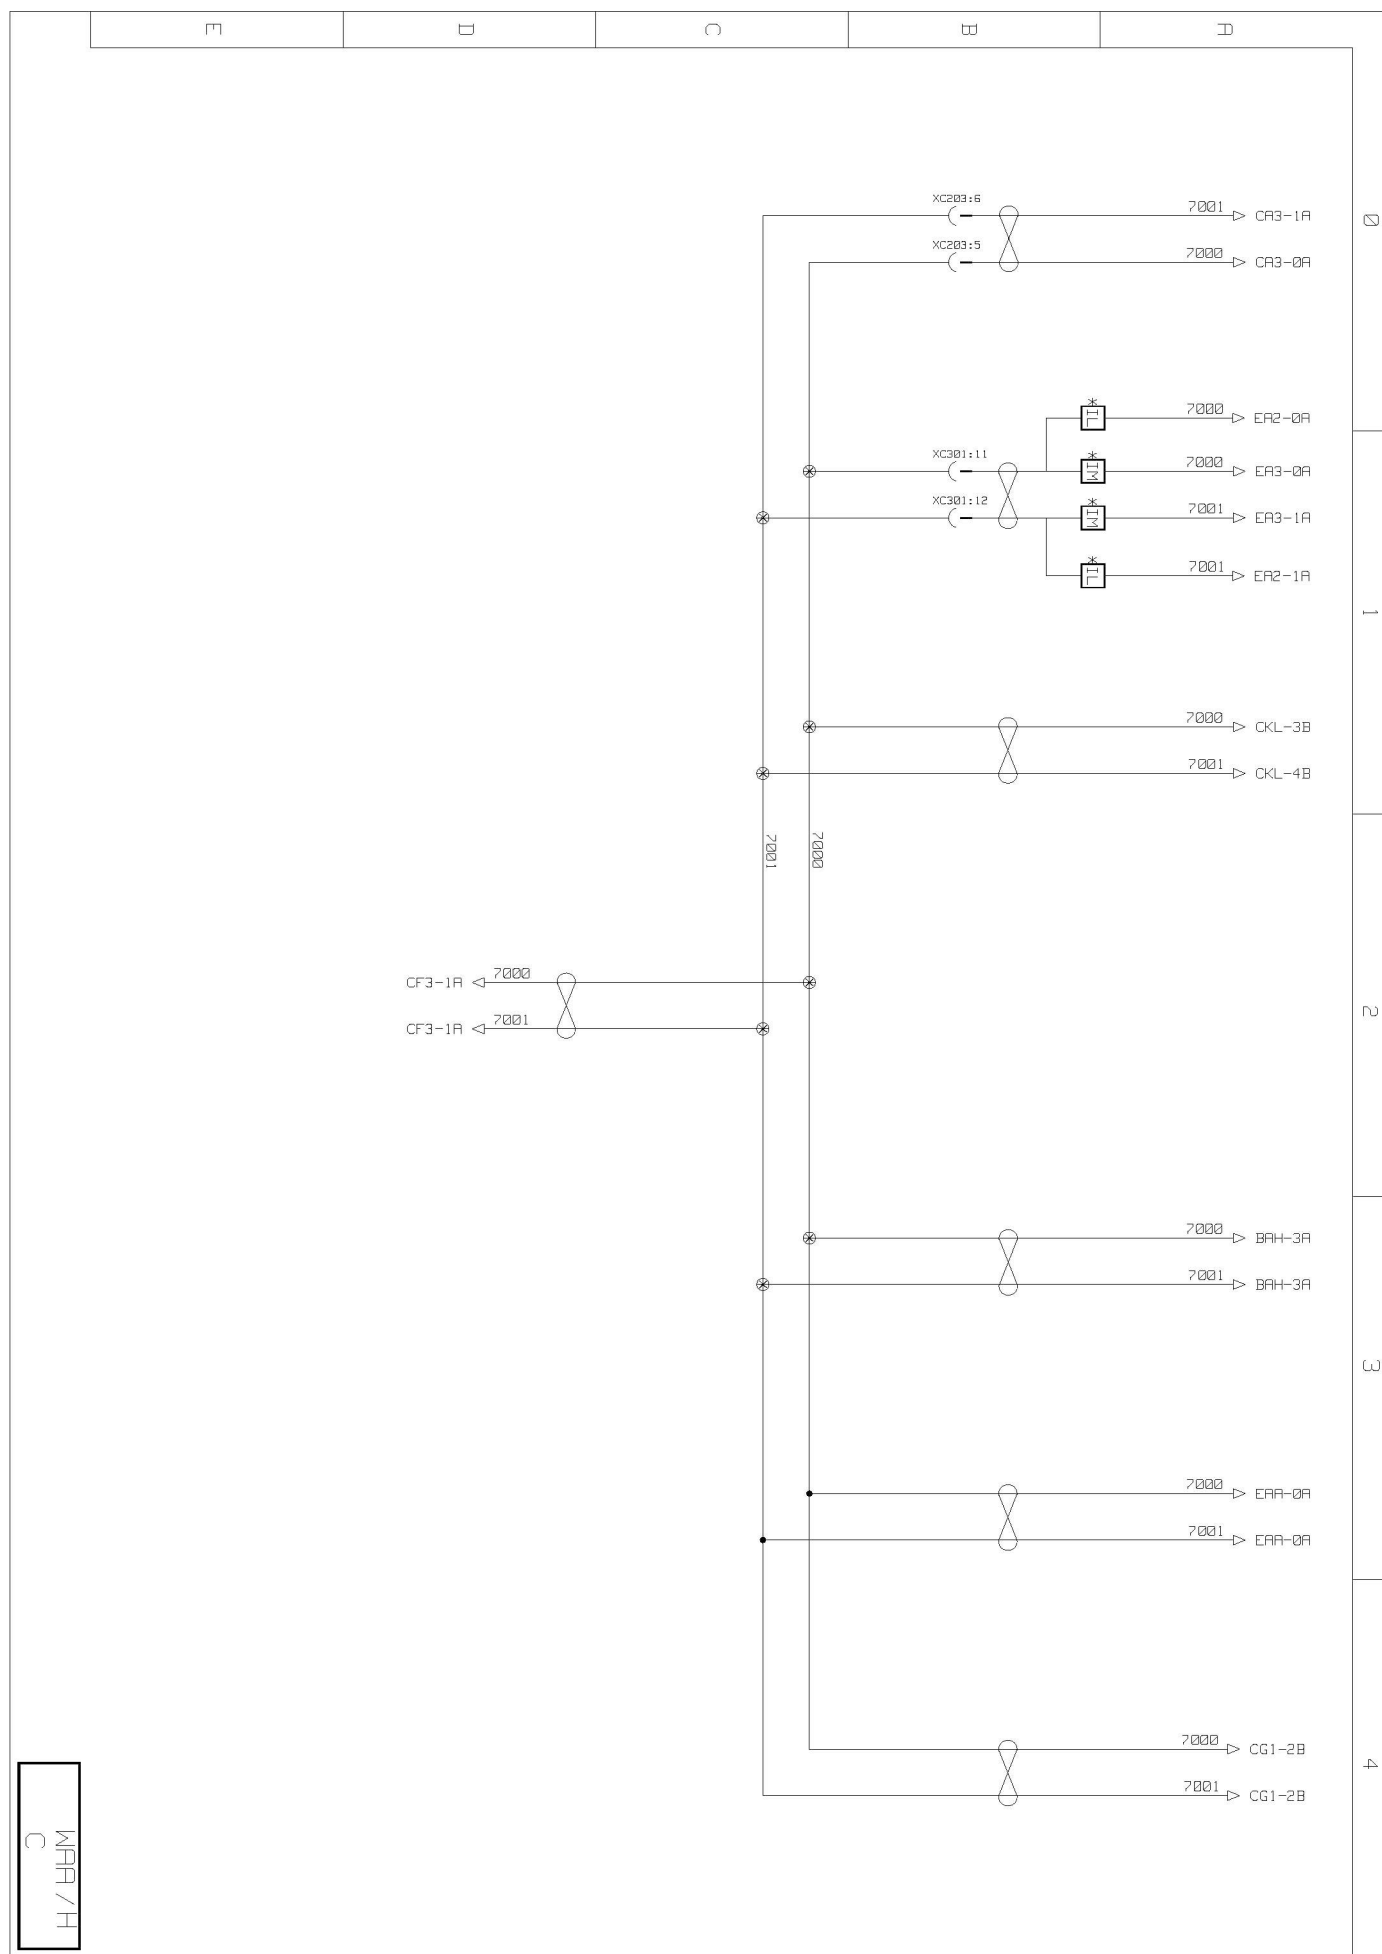 E D C B A
XC203:6 7001 CA3-1A
0
XC203:5 7000 CA3-0A
*IL 7000 EA2-0A
XC301:11 *IM 7000 EA3-0A
XC301:12 *IM 7001 EA3-1A
*IL 7001 EA2-1A
1
7000 CKL-3B
7001 CKL-4B
7001 7000
CF3-1A 7000
2
CF3-1A 7001
7000 BAH-3A
7001 BAH-3A
3
7000 EAA-0A
7001 EAA-0A
7000 CG1-2B
4
7001 CG1-2B
WAA/H
C